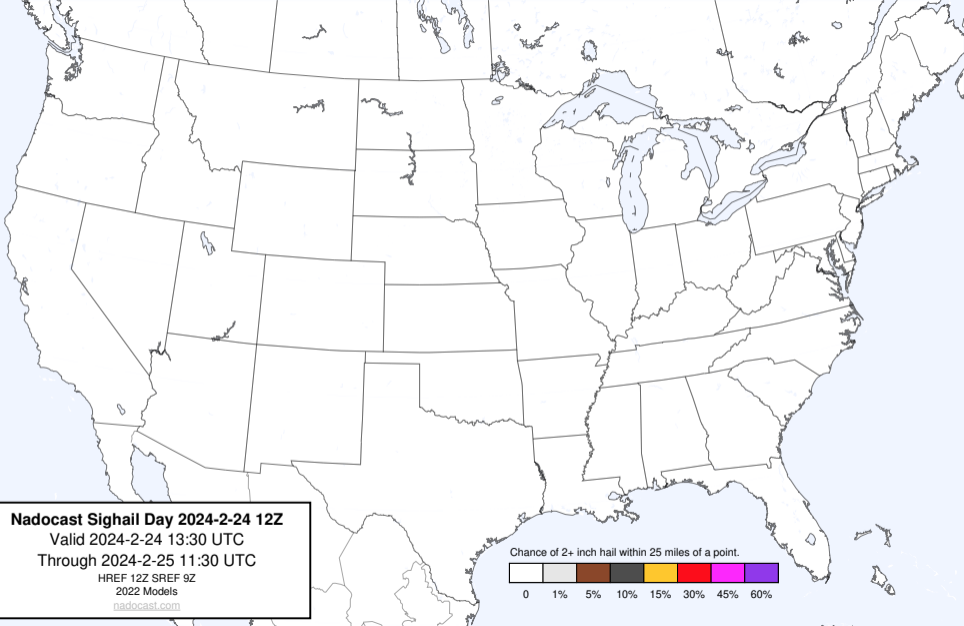 Nadocast Sighail Day 2024-2-24 12Z
Valid 2024-2-24 13:30 UTC
Through 2024-2-25 11:30 UTC
HREF 12Z SREF 9Z
2022 Models
nadocast.com
Chance of 2+ inch hail within 25 miles of a point.
0 1% 5% 10% 15% 30% 45% 60%